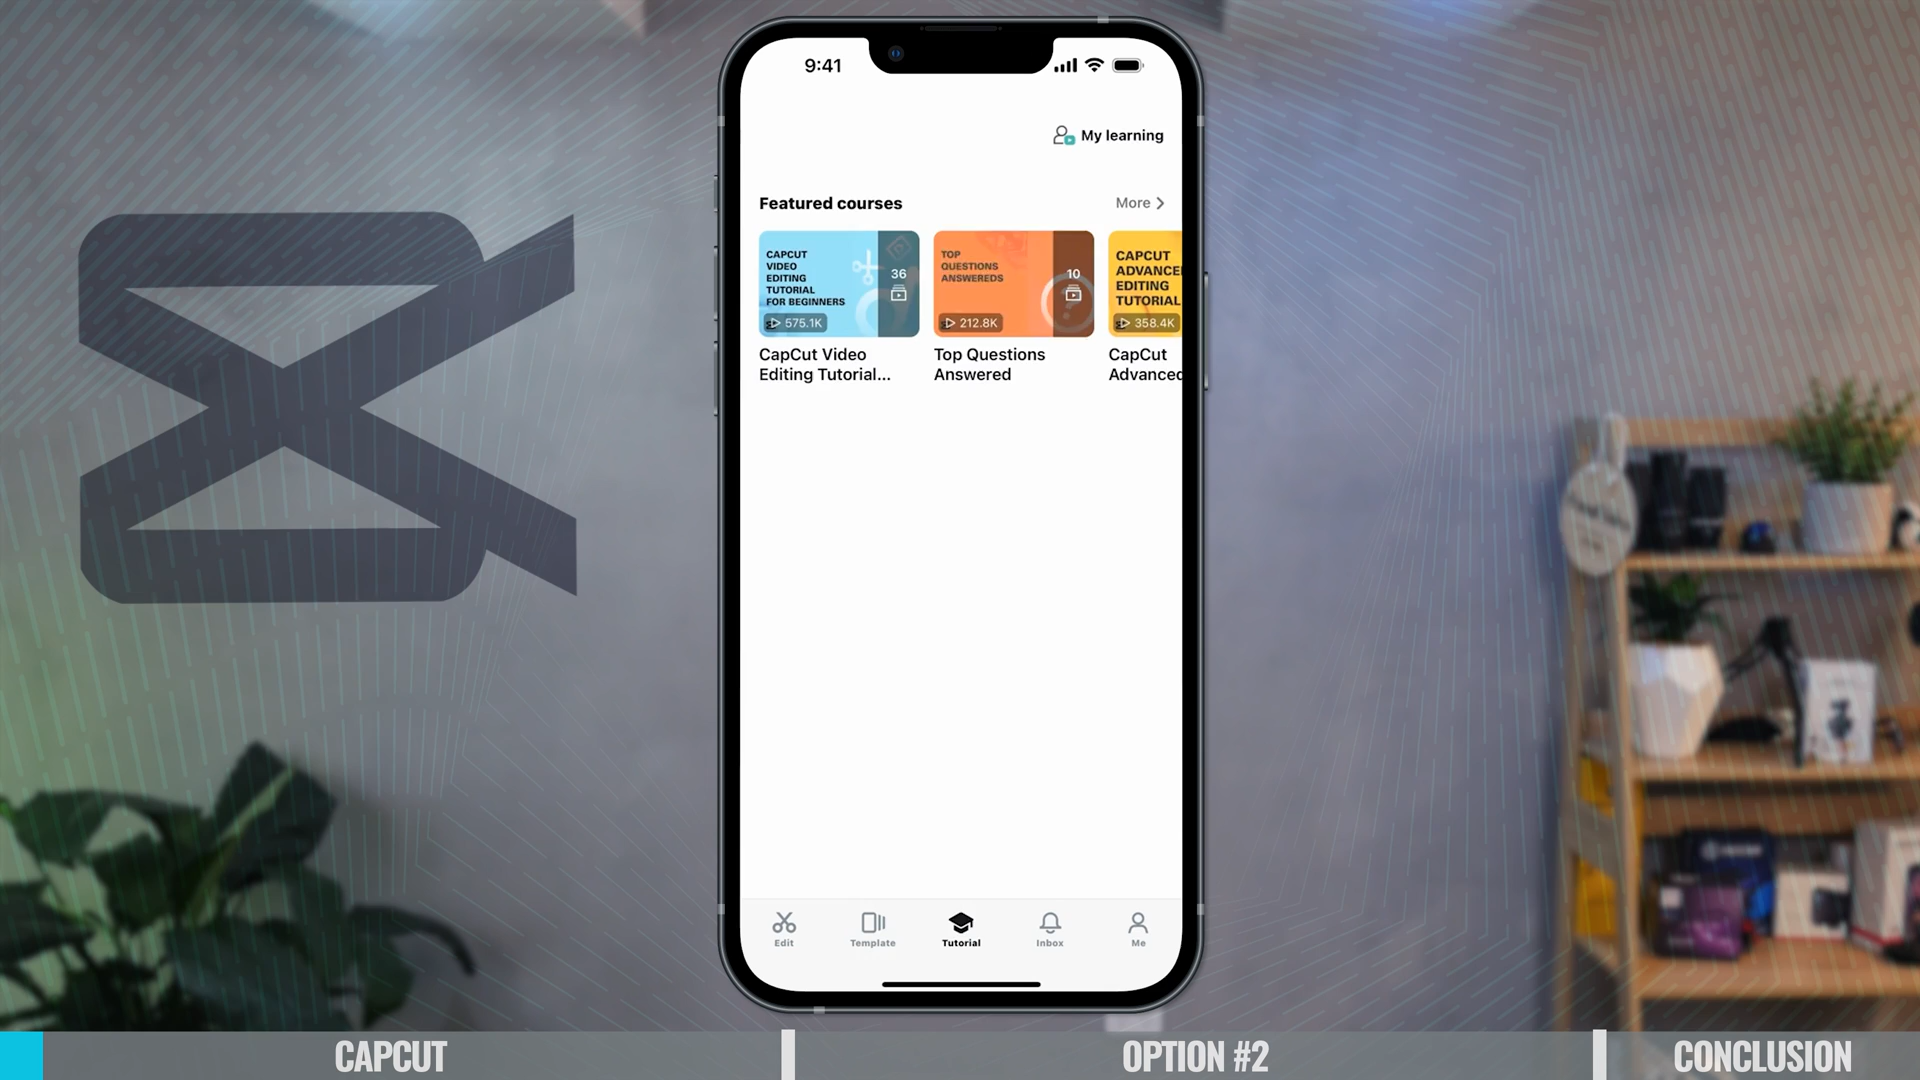 9:41
My learning
Featured courses
More
CAPCUT
VIDEO
EDITING
TUTORIAL
FOR BEGINNERS
36
575.1K
TOP
QUESTIONS
ANSWEREDS
10
212.8K
CAPCUT
ADVANCE
EDITING
TUTORIAL
358.4K
CapCut Video
Editing Tutorial...
Top Questions
Answered
CapCut
Advanced
Edit
Template
Tutorial
Inbox
Me
CAPCUT
OPTION #2
CONCLUSION